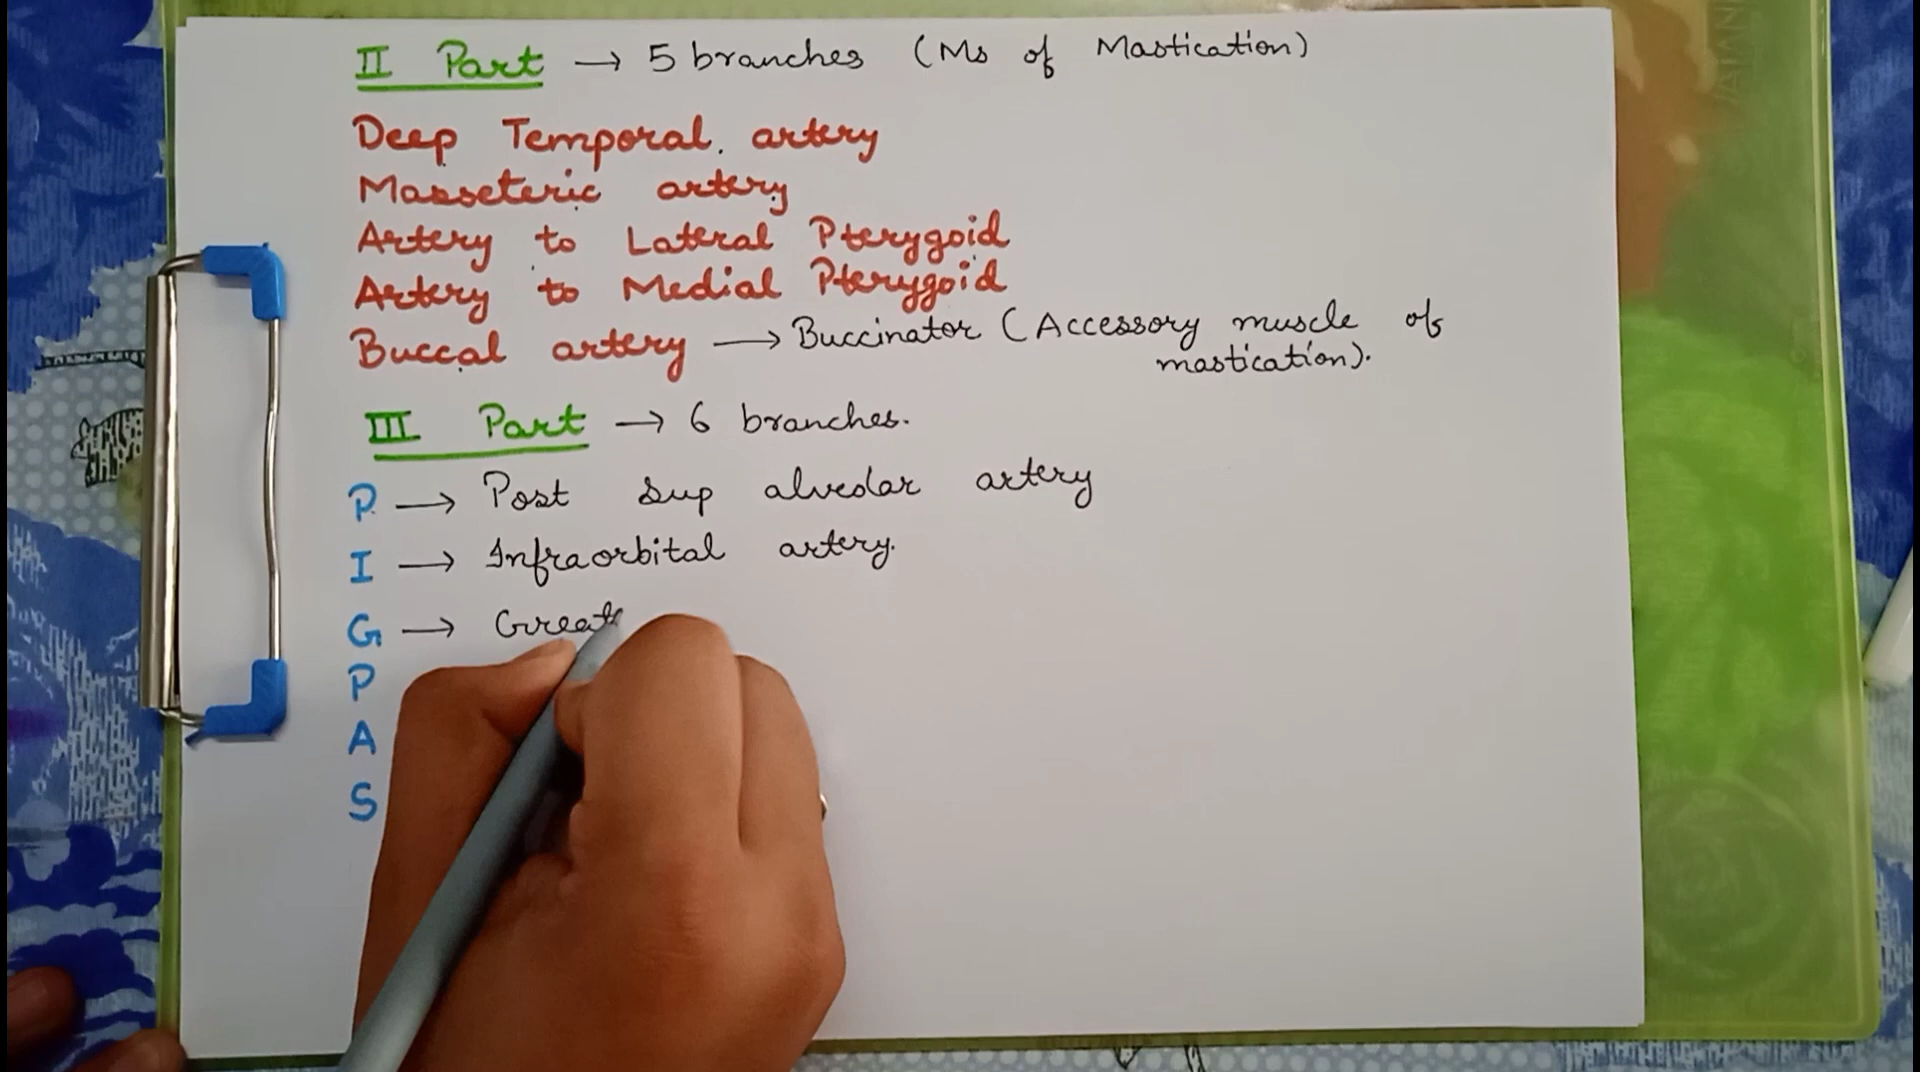 II Part → 5 branches (Ms of Mastication)
Deep Temporal artery
Masseteric artery
Artery to Lateral Pterygoid
Artery to Medial Pterygoid
Buccal artery → Buccinator (Accessory muscle of
mastication).
III Part → 6 branches.
P → Post Sup alveolar artery
I → Infraorbital artery.
G → Great
P
A
S